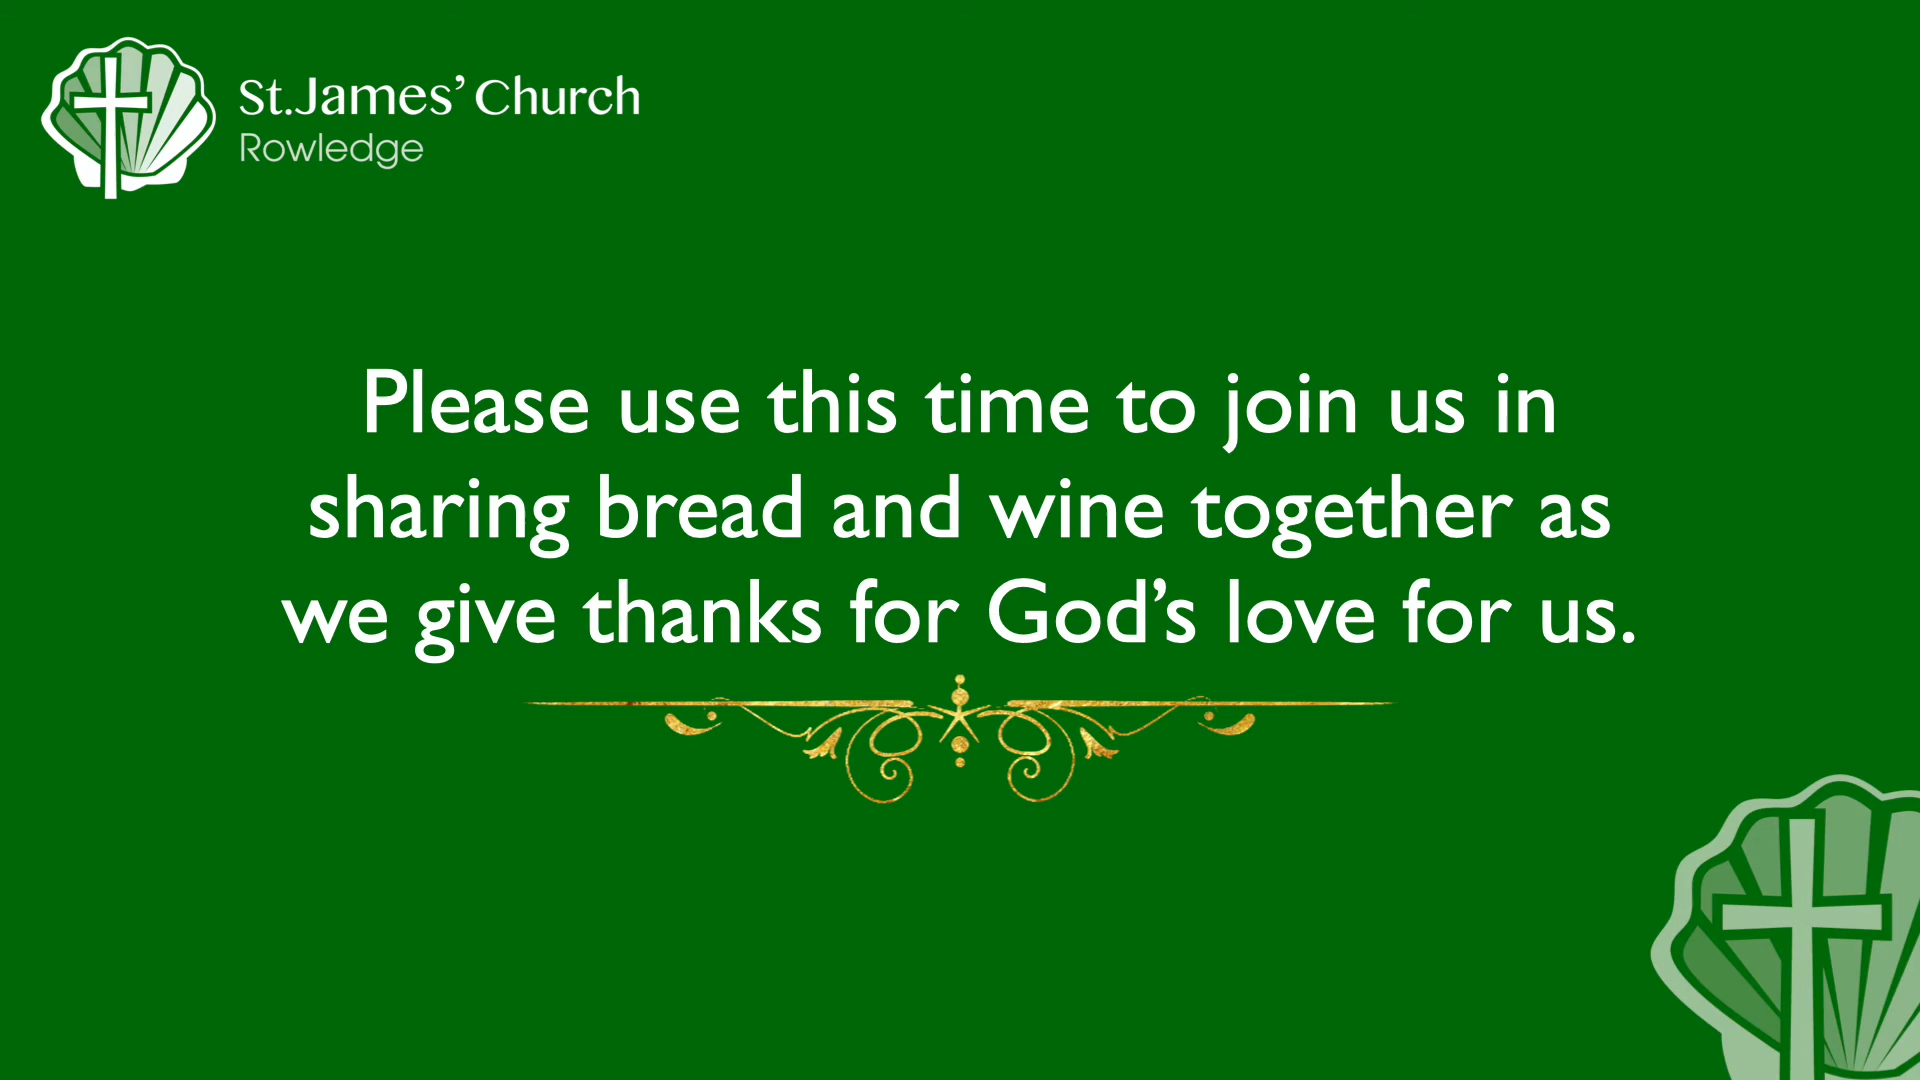 St.James’ Church
Rowledge
Please use this time to join us in
sharing bread and wine together as
we give thanks for God’s love for us.